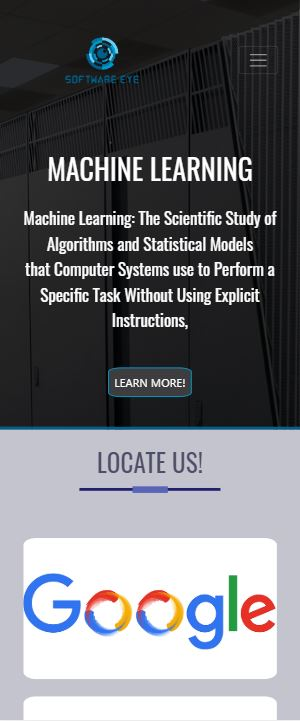 SOFTWARE EYE
MACHINE LEARNING
Machine Learning: The Scientific Study of
Algorithms and Statistical Models
that Computer Systems use to Perform a
Specific Task Without Using Explicit
Instructions,
LEARN MORE!
LOCATE US!
Google